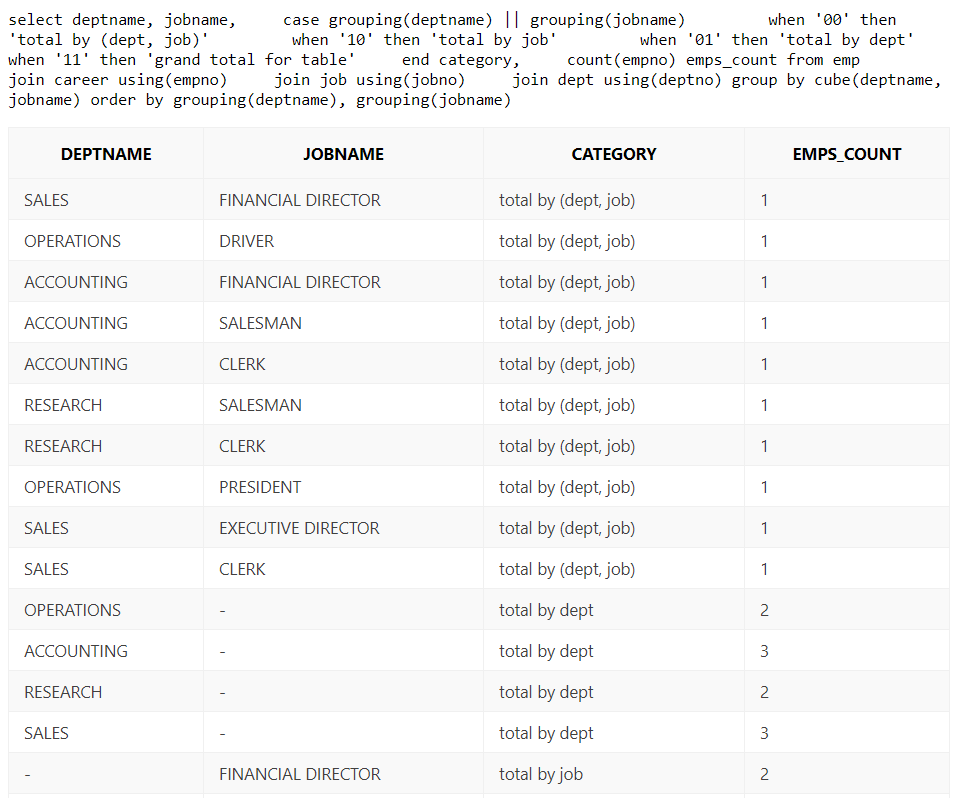 select deptname, jobname,     case grouping(deptname) || grouping(jobname)        when '00' then
'total by (dept, job)'        when '10' then 'total by job'        when '01' then 'total by dept'
when '11' then 'grand total for table'     end category,     count(empno) emps_count from emp
join career using(empno)     join job using(jobno)     join dept using(deptno) group by cube(deptname,
jobname) order by grouping(deptname), grouping(jobname)
DEPTNAME JOBNAME CATEGORY EMPS_COUNT
SALES FINANCIAL DIRECTOR total by (dept, job) 1
OPERATIONS DRIVER total by (dept, job) 1
ACCOUNTING FINANCIAL DIRECTOR total by (dept, job) 1
ACCOUNTING SALESMAN total by (dept, job) 1
ACCOUNTING CLERK total by (dept, job) 1
RESEARCH SALESMAN total by (dept, job) 1
RESEARCH CLERK total by (dept, job) 1
OPERATIONS PRESIDENT total by (dept, job) 1
SALES EXECUTIVE DIRECTOR total by (dept, job) 1
SALES CLERK total by (dept, job) 1
OPERATIONS - total by dept 2
ACCOUNTING - total by dept 3
RESEARCH - total by dept 2
SALES - total by dept 3
- FINANCIAL DIRECTOR total by job 2